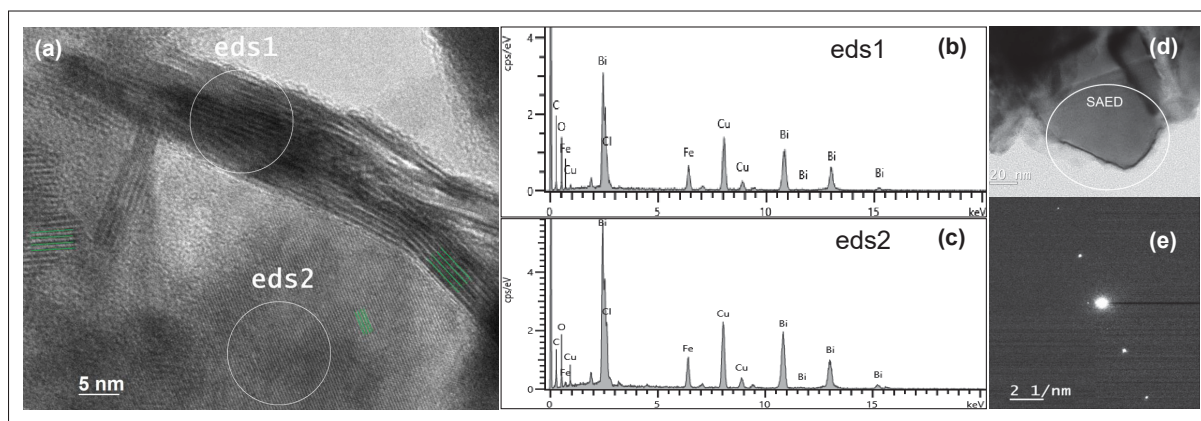 (a)
eds1
eds2
5 nm
eds1
(b)
cps/eV
4
2
0
C
O
Fe
Cu
Bi
Cl
Fe
Cu
Cu
Bi
Bi
Bi
Bi
0
5
10
15
keV
eds2
(c)
cps/eV
4
2
0
C
O
Fe
Cu
Bi
Cl
Fe
Cu
Cu
Bi
Bi
Bi
Bi
0
5
10
15
keV
(d)
SAED
20 nm
(e)
2 1/nm